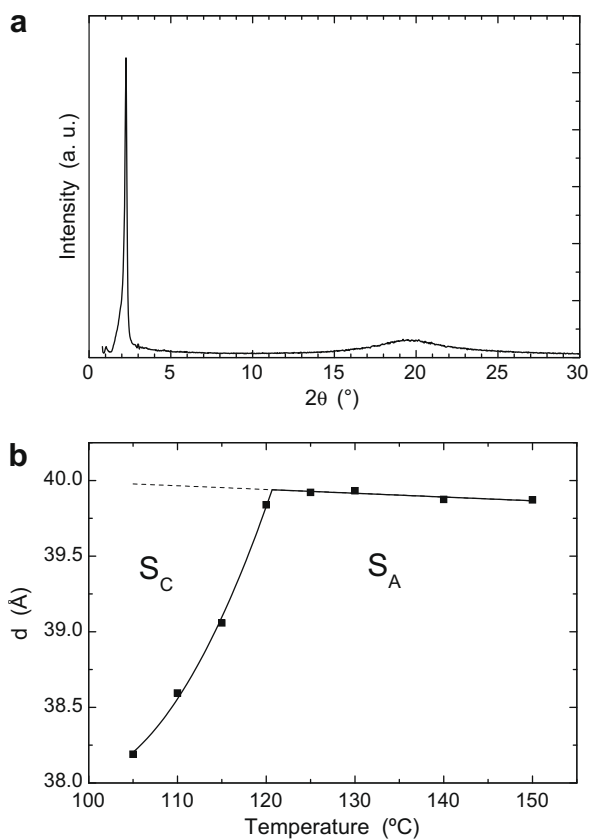 a
Intensity (a. u.)
0 5 10 15 20 25 30
2θ (°)
b
40.0
39.5
39.0
38.5
38.0
d (Å)
S_C
S_A
100 110 120 130 140 150
Temperature (ºC)